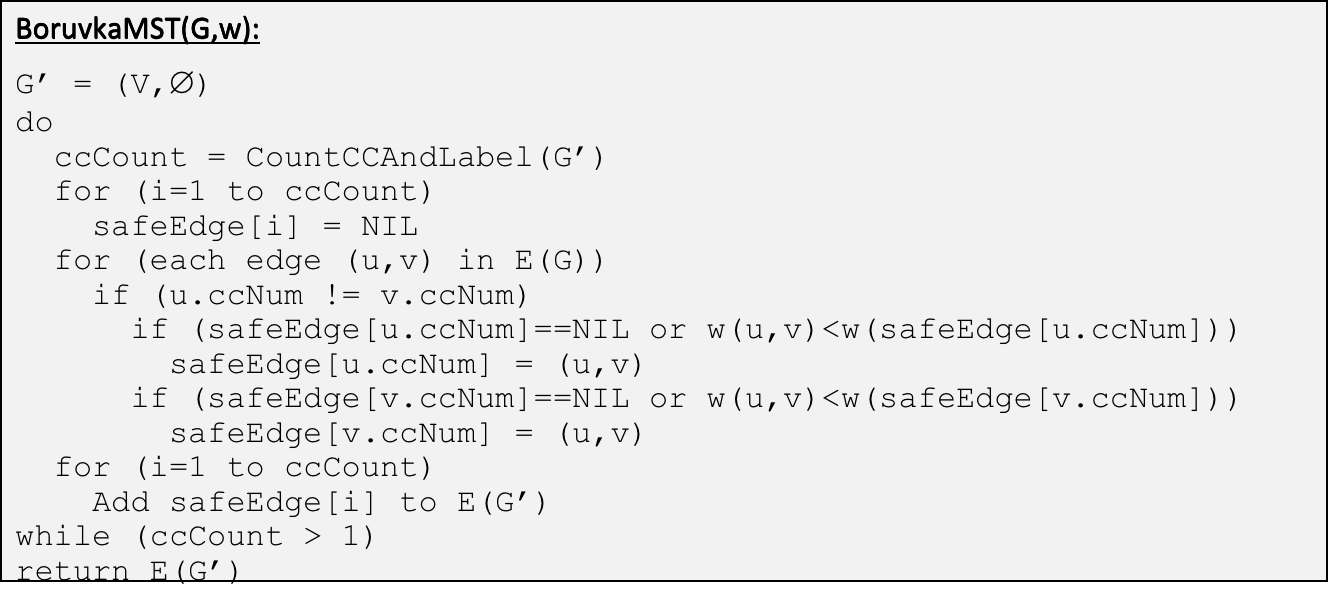 BoruvkaMST(G,w):
G’ = (V,∅)
do
  ccCount = CountCCAndLabel(G’)
  for (i=1 to ccCount)
    safeEdge[i] = NIL
  for (each edge (u,v) in E(G))
    if (u.ccNum != v.ccNum)
      if (safeEdge[u.ccNum]==NIL or w(u,v)<w(safeEdge[u.ccNum]))
        safeEdge[u.ccNum] = (u,v)
      if (safeEdge[v.ccNum]==NIL or w(u,v)<w(safeEdge[v.ccNum]))
        safeEdge[v.ccNum] = (u,v)
  for (i=1 to ccCount)
    Add safeEdge[i] to E(G’)
while (ccCount > 1)
return E(G’)